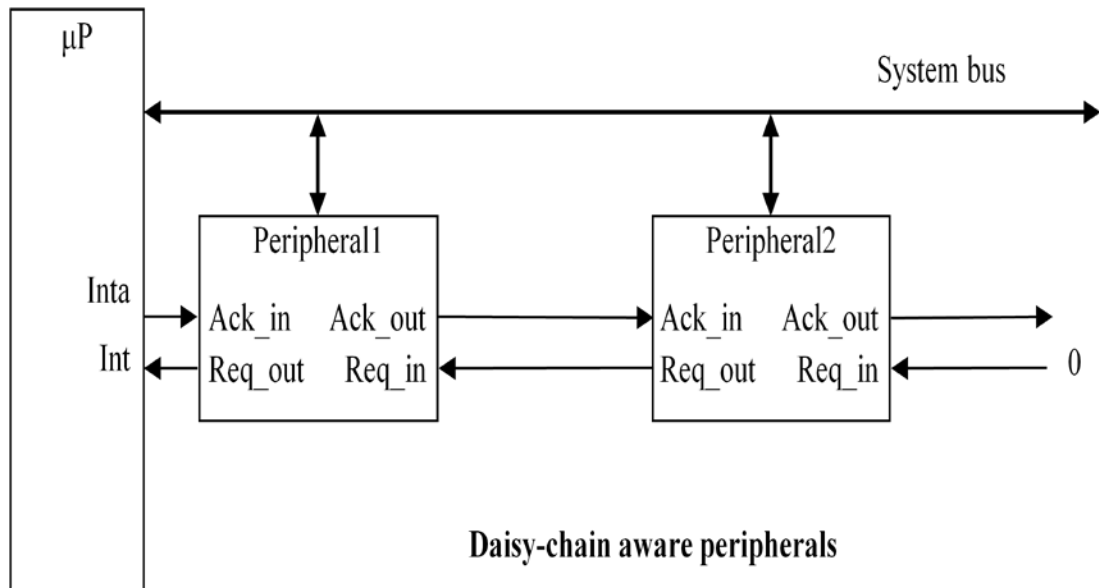 μP
System bus
Peripheral1 Peripheral2
Inta Ack_in Ack_out Ack_in Ack_out
Int Req_out Req_in Req_out Req_in 0
Daisy-chain aware peripherals